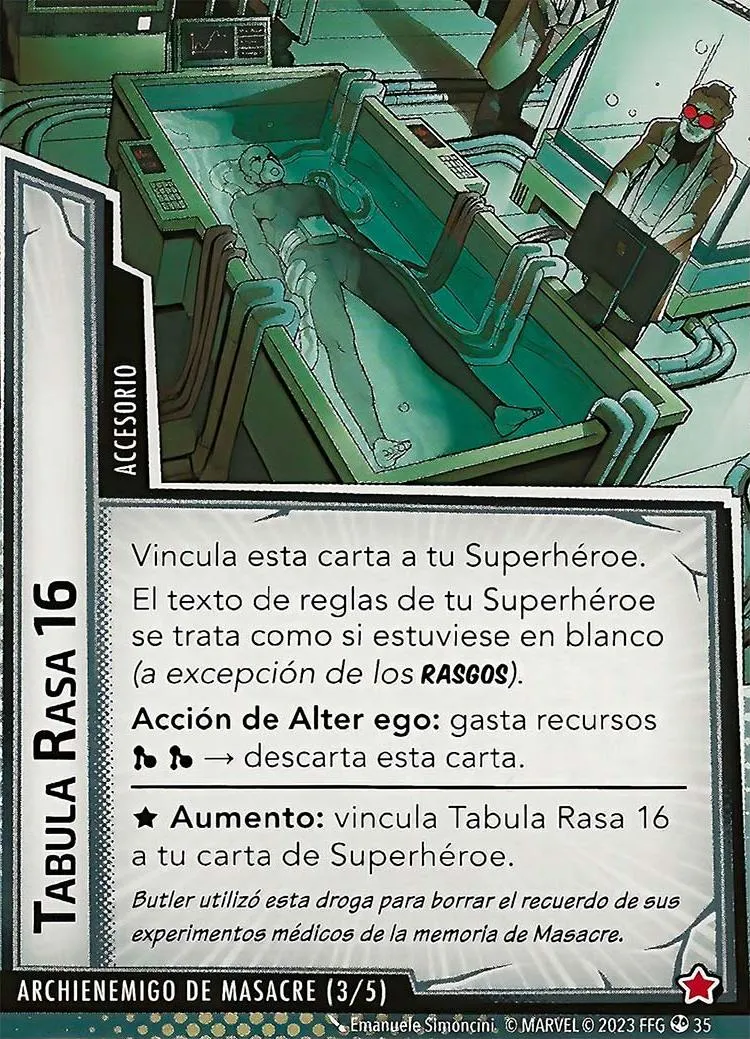 ACCESORIO
TABULA RASA 16
Vincula esta carta a tu Superhéroe.
El texto de reglas de tu Superhéroe
se trata como si estuviese en blanco
(a excepción de los RASGOS).
Acción de Alter ego: gasta recursos
→ descarta esta carta.
★ Aumento: vincula Tabula Rasa 16
a tu carta de Superhéroe.
Butler utilizó esta droga para borrar el recuerdo de sus
experimentos médicos de la memoria de Masacre.
ARCHIENEMIGO DE MASACRE (3/5)
Emanuele Simoncini © MARVEL © 2023 FFG 35